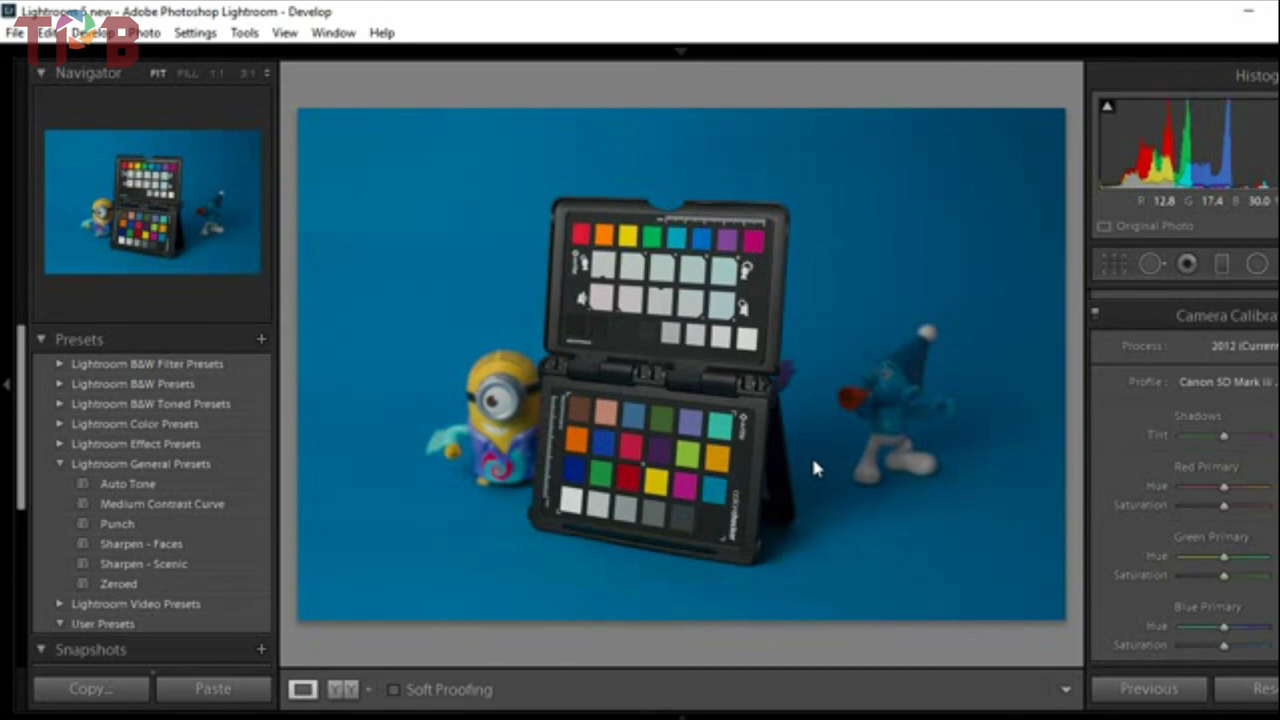 Lightroom 5 new - Adobe Photoshop Lightroom - Develop
File Edit Develop Photo Settings Tools View Window Help
TPB
Navigator FIT FILL 1:1 3:1
Histog
R 12.8 G 17.4 B 30.0
Original Photo
Presets +
Lightroom B&W Filter Presets
Lightroom B&W Presets
Lightroom B&W Toned Presets
Lightroom Color Presets
Lightroom Effect Presets
Lightroom General Presets
Auto Tone
Medium Contrast Curve
Punch
Sharpen - Faces
Sharpen - Scenic
Zeroed
Lightroom Video Presets
User Presets
Snapshots +
Copy... Paste
Soft Proofing
Camera Calibra
Process : 2012 (Curren
Profile : Canon 5D Mark iii
Shadows
Tint
Red Primary
Hue
Saturation
Green Primary
Hue
Saturation
Blue Primary
Hue
Saturation
Previous Res